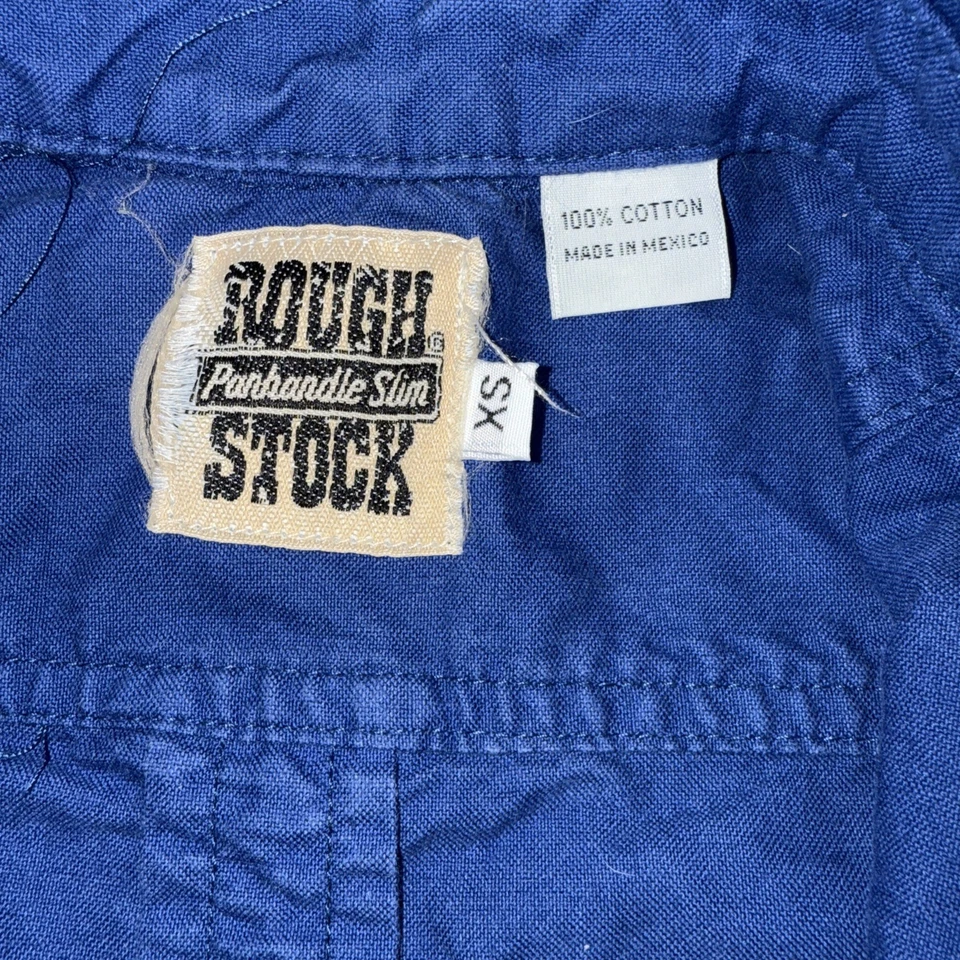 ROUGH®
Panhandle Slim
STOCK
XS
100% COTTON
MADE IN MEXICO